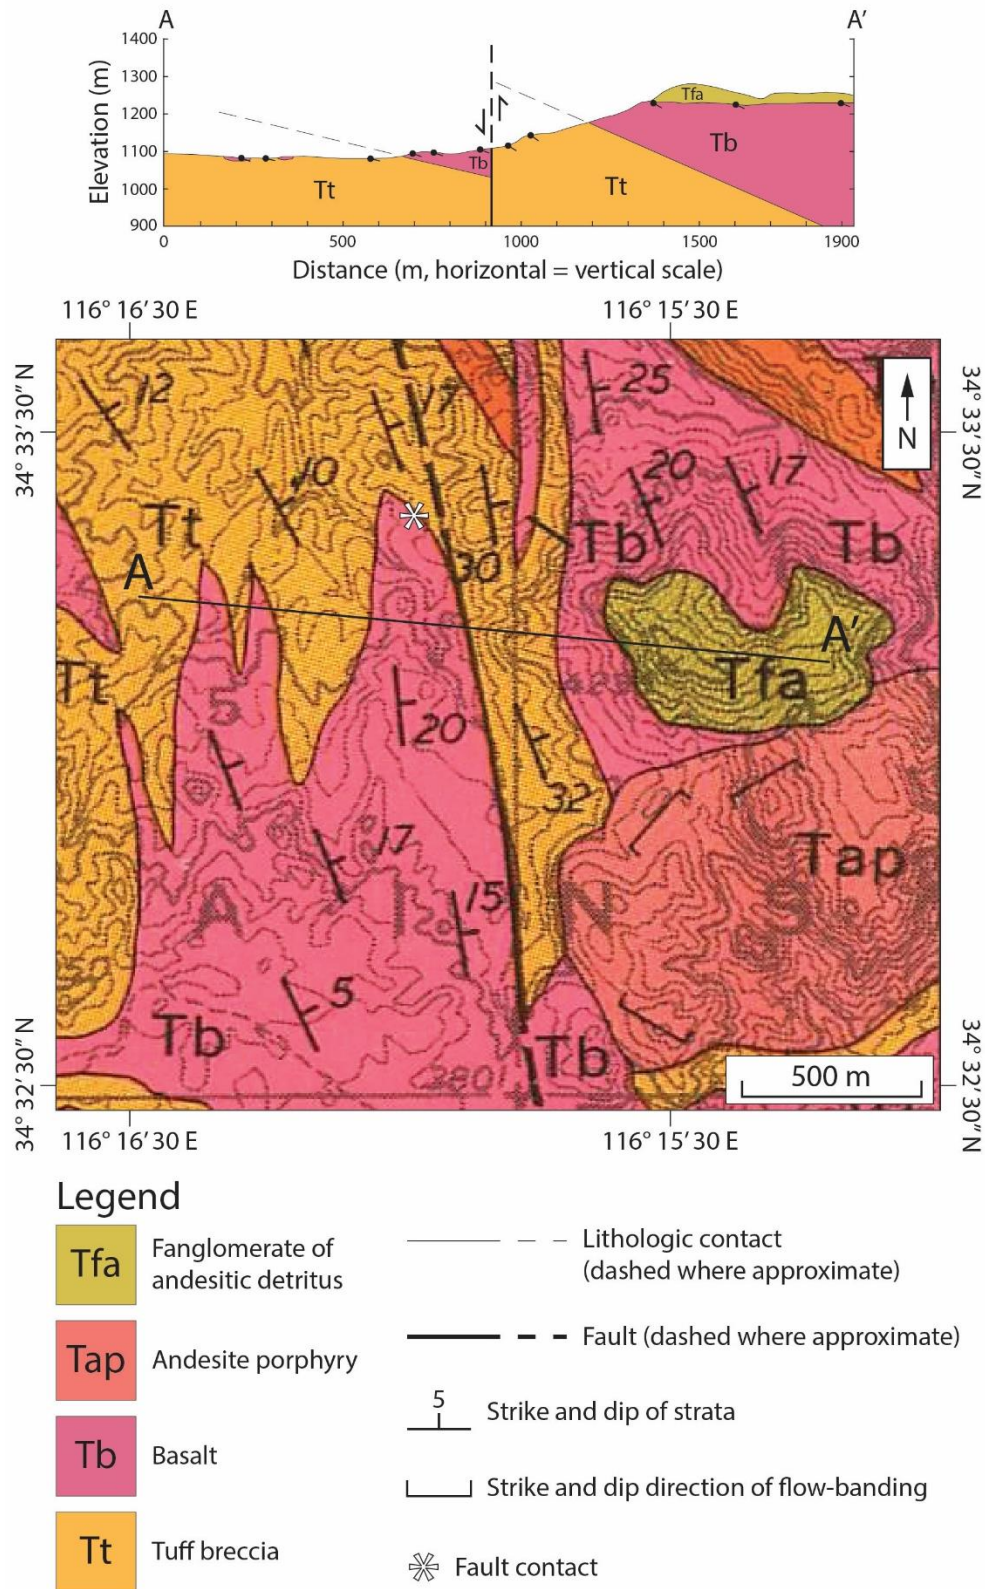 A A’
1400
1300
1200
1100
1000
900
Elevation (m)
Tfa
Tb
Tb
Tt
Tt
0 500 1000 1500 1900
Distance (m, horizontal = vertical scale)
116° 16’ 30 E 116° 15’ 30 E
34° 33’ 30” N
34° 33’ 30” N
N
12
17
25
10
20
17
Tt
Tb
Tb
A
30
A’
Tt
Tfa
5
20
32
17
Tap
15
A I N S
5
Tb
Tb
500 m
34° 32’ 30” N
34° 32’ 30” N
116° 16’ 30 E 116° 15’ 30 E
Legend
Tfa Fanglomerate of
andesitic detritus
Tap Andesite porphyry
Tb Basalt
Tt Tuff breccia
Lithologic contact
(dashed where approximate)
Fault (dashed where approximate)
5 Strike and dip of strata
Strike and dip direction of flow-banding
Fault contact